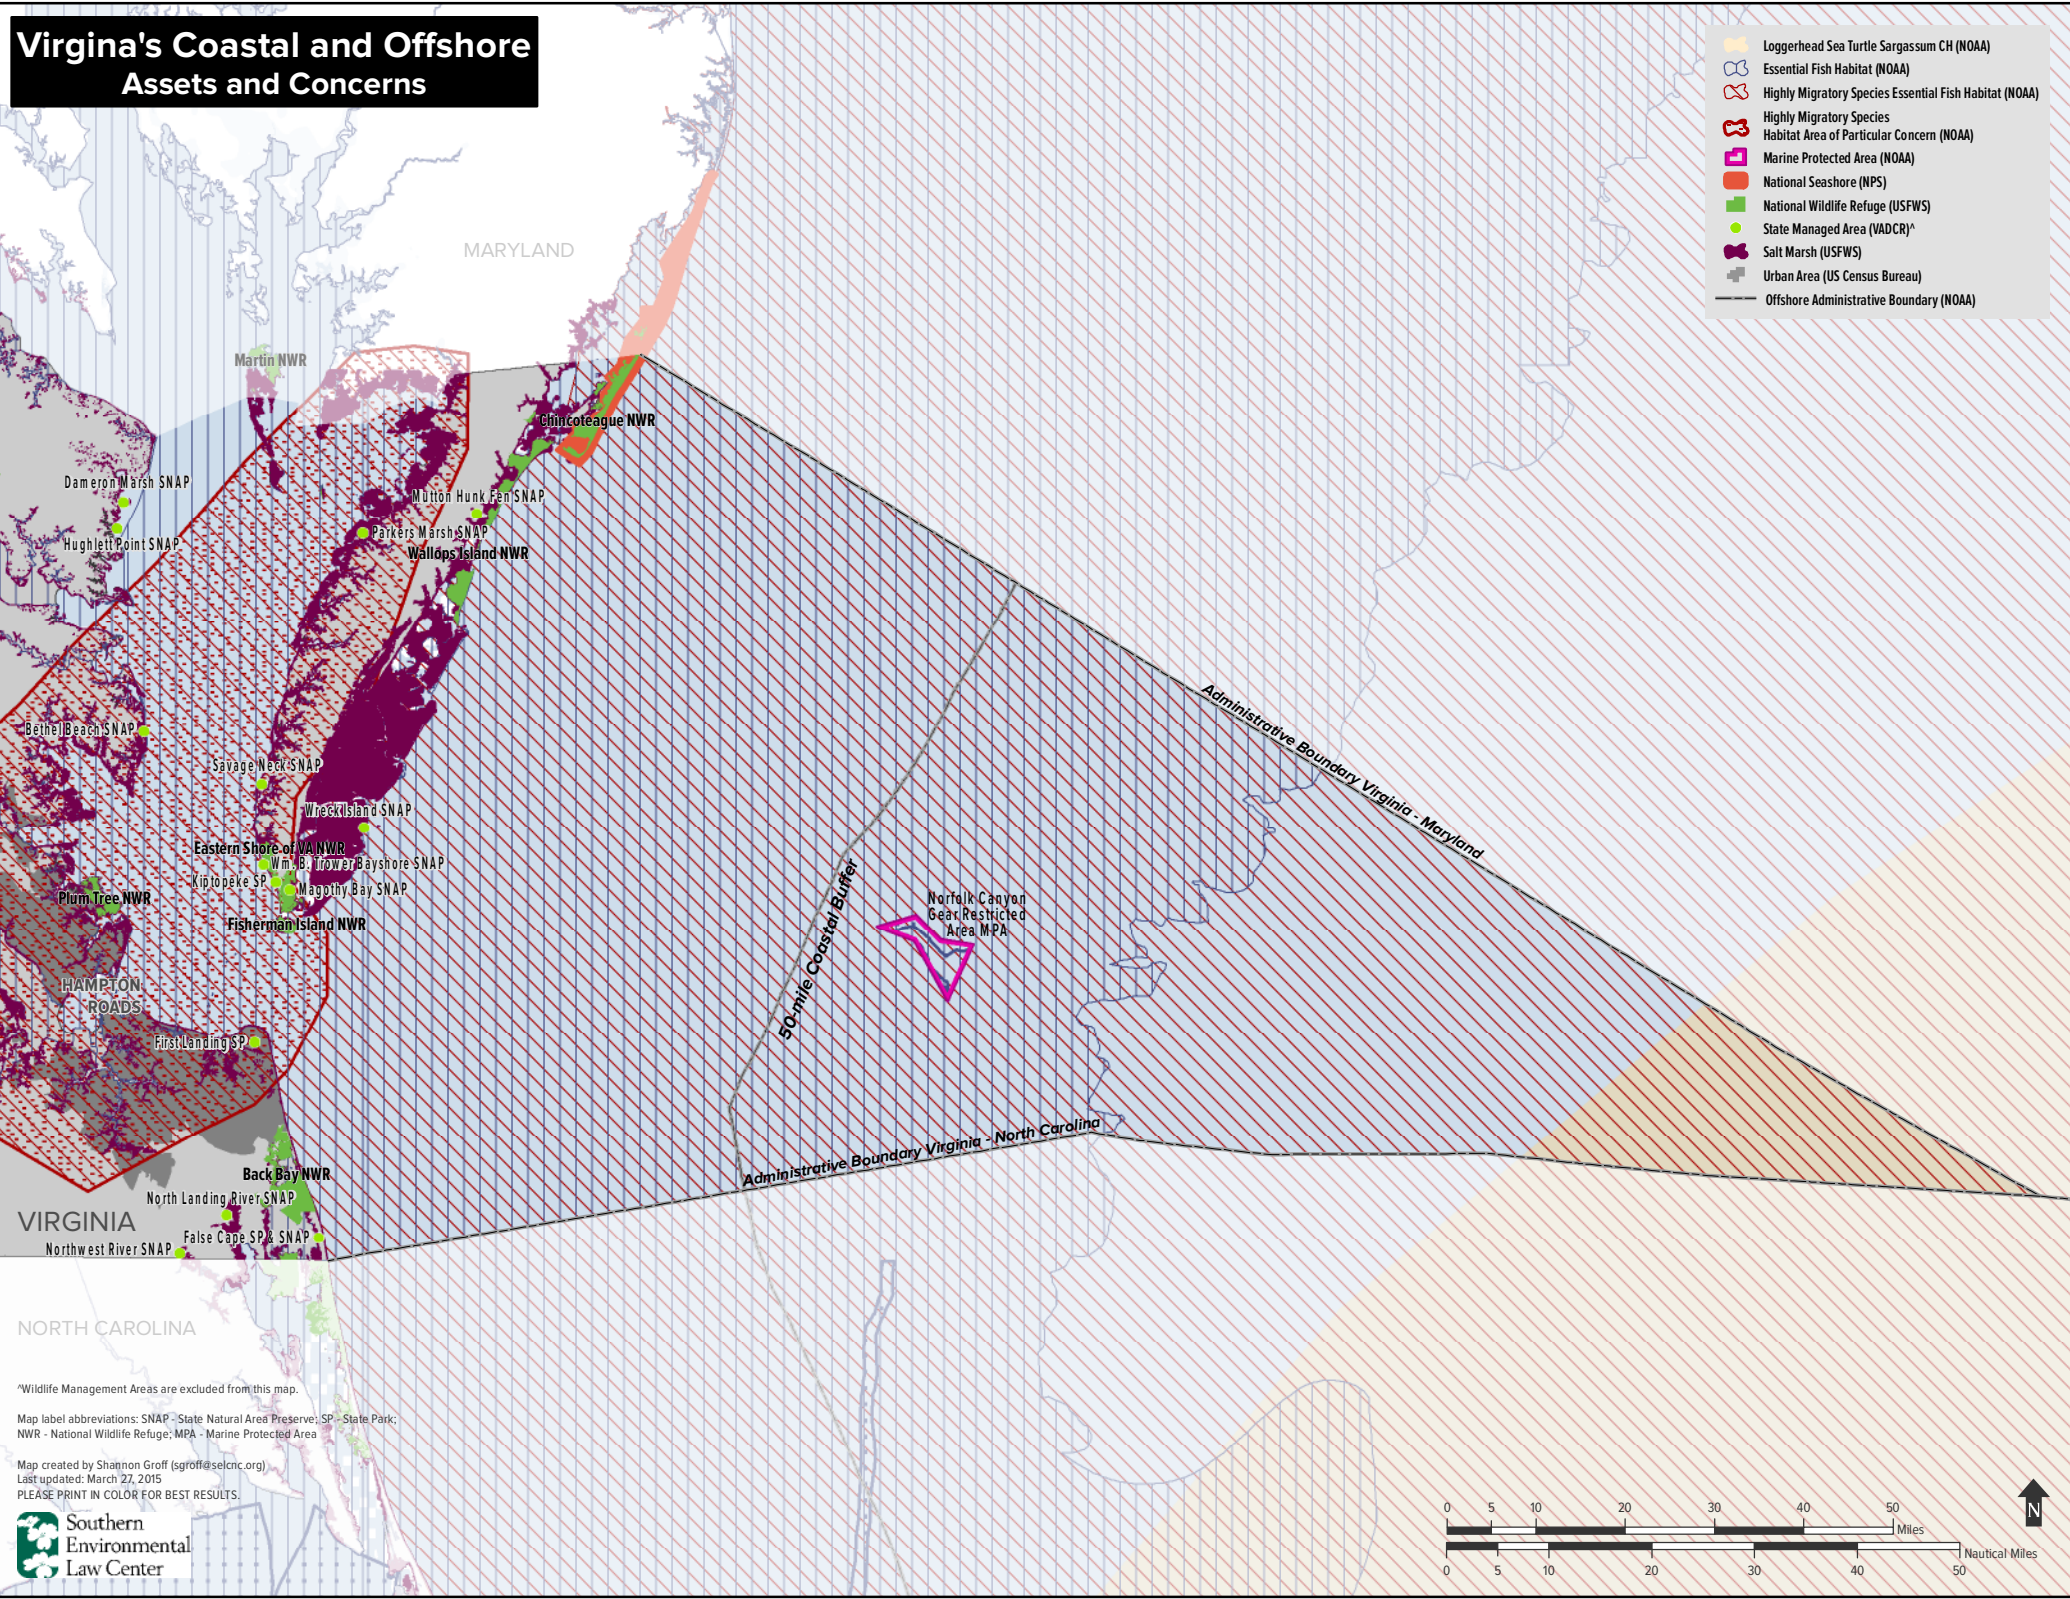 Virgina's Coastal and Offshore
Assets and Concerns
Loggerhead Sea Turtle Sargassum CH (NOAA)
Essential Fish Habitat (NOAA)
Highly Migratory Species Essential Fish Habitat (NOAA)
Highly Migratory Species
Habitat Area of Particular Concern (NOAA)
Marine Protected Area (NOAA)
National Seashore (NPS)
National Wildlife Refuge (USFWS)
State Managed Area (VADCR)^
Salt Marsh (USFWS)
Urban Area (US Census Bureau)
Offshore Administrative Boundary (NOAA)
MARYLAND
Martin NWR
Chincoteague NWR
Dameron Marsh SNAP
Mutton Hunk Fen SNAP
Parkers Marsh SNAP
Hughlett Point SNAP
Wallops Island NWR
Administrative Boundary Virginia - Maryland
Bethel Beach SNAP
Savage Neck SNAP
Wreck Island SNAP
Eastern Shore of VA NWR
Wm. B. Trower Bayshore SNAP
Kiptopeke SP
Magothy Bay SNAP
Plum Tree NWR
Fisherman Island NWR
50-mile Coastal Buffer
Norfolk Canyon
Gear Restricted
Area MPA
HAMPTON
ROADS
First Landing SP
Administrative Boundary Virginia - North Carolina
Back Bay NWR
North Landing River SNAP
VIRGINIA
False Cape SP & SNAP
Northwest River SNAP
NORTH CAROLINA
^Wildlife Management Areas are excluded from this map.
Map label abbreviations: SNAP - State Natural Area Preserve; SP - State Park;
NWR - National Wildlife Refuge; MPA - Marine Protected Area
Map created by Shannon Groff (sgroff@selcnc.org)
Last updated: March 27, 2015
PLEASE PRINT IN COLOR FOR BEST RESULTS.
Southern
Environmental
Law Center
0 5 10 20 30 40 50
Miles
Nautical Miles
0 5 10 20 30 40 50
N